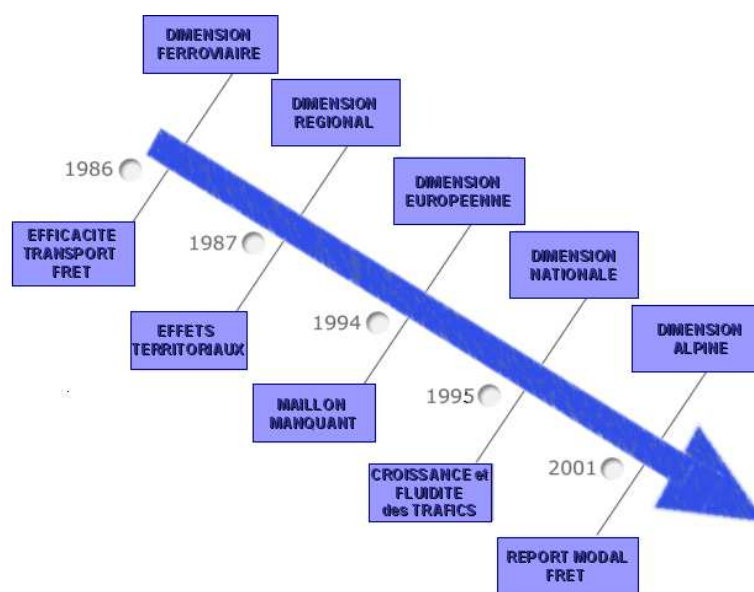 DIMENSION
FERROVIAIRE
DIMENSION
REGIONAL
1986
DIMENSION
EUROPEENNE
EFFICACITE
TRANSPORT
FRET
1987
DIMENSION
NATIONALE
EFFETS
TERRITORIAUX
1994
DIMENSION
ALPINE
MAILLON
MANQUANT
1995
CROISSANCE et
FLUIDITE
des TRAFICS
2001
REPORT MODAL
FRET